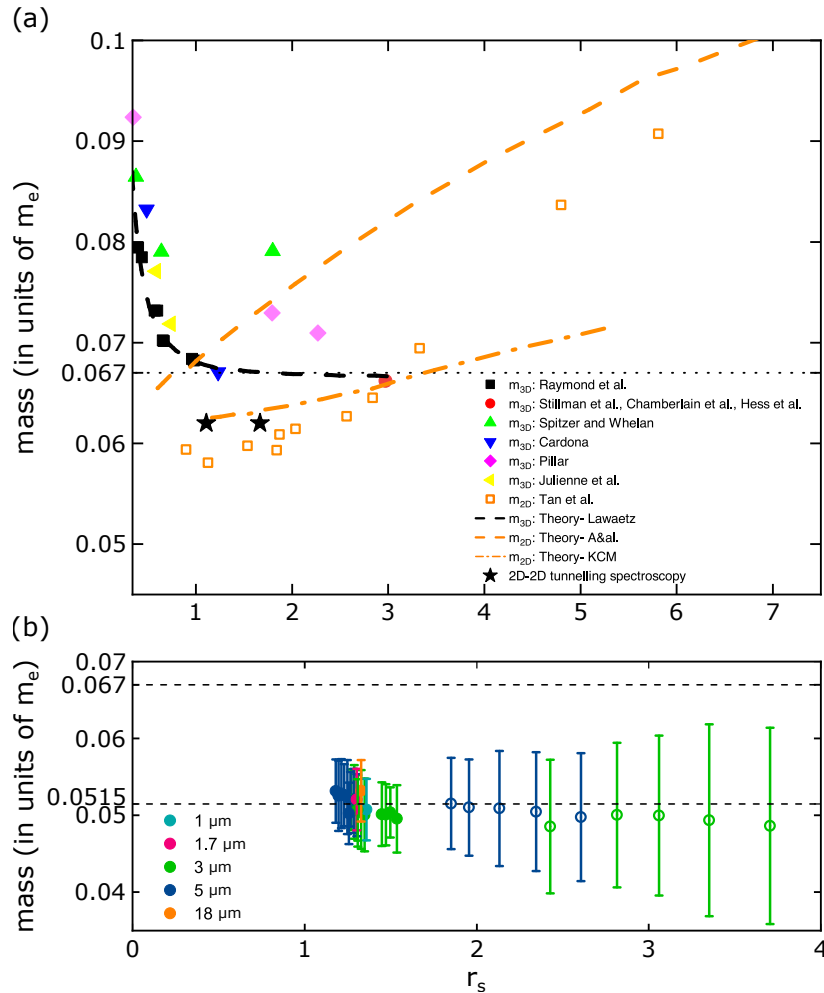 (a)
0.1
0.09
0.08
0.07
0.067
0.06
0.05
mass (in units of mₑ)
m₃D: Raymond et al.
m₃D: Stillman et al., Chamberlain et al., Hess et al.
m₃D: Spitzer and Whelan
m₃D: Cardona
m₃D: Pillar
m₃D: Julienne et al.
m₂D: Tan et al.
m₃D: Theory- Lawaetz
m₂D: Theory- A&al.
m₂D: Theory- KCM
2D-2D tunnelling spectroscopy
1 2 3 4 5 6 7
(b)
0.07
0.067
0.06
0.0515
0.05
0.04
mass (in units of mₑ)
1 μm
1.7 μm
3 μm
5 μm
18 μm
0 1 2 3 4
rₛ